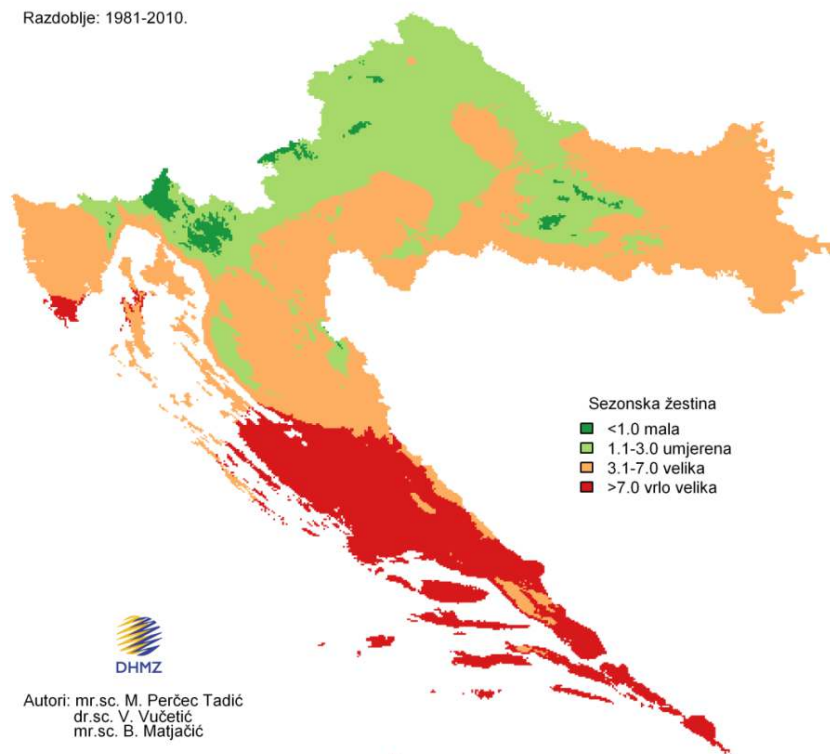 Razdoblje: 1981-2010.
Sezonska žestina
<1.0 mala
1.1-3.0 umjerena
3.1-7.0 velika
>7.0 vrlo velika
DHMZ
Autori: mr.sc. M. Perčec Tadić
dr.sc. V. Vučetić
mr.sc. B. Matjačić